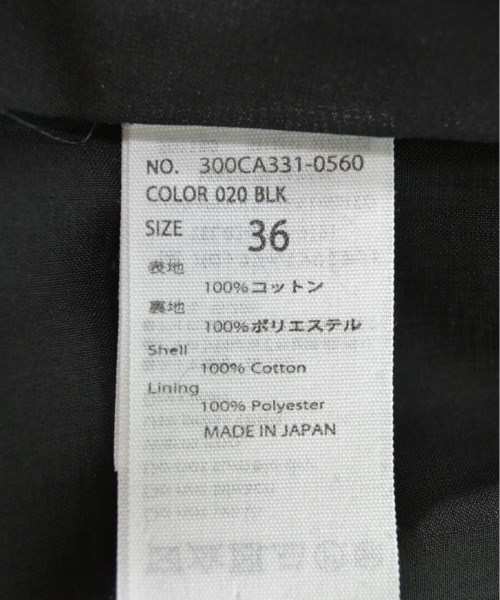 NO. 300CA331-0560
COLOR 020 BLK
SIZE 36
表地
100%コットン
裏地
100%ポリエステル
Shell
100% Cotton
Lining
100% Polyester
MADE IN JAPAN